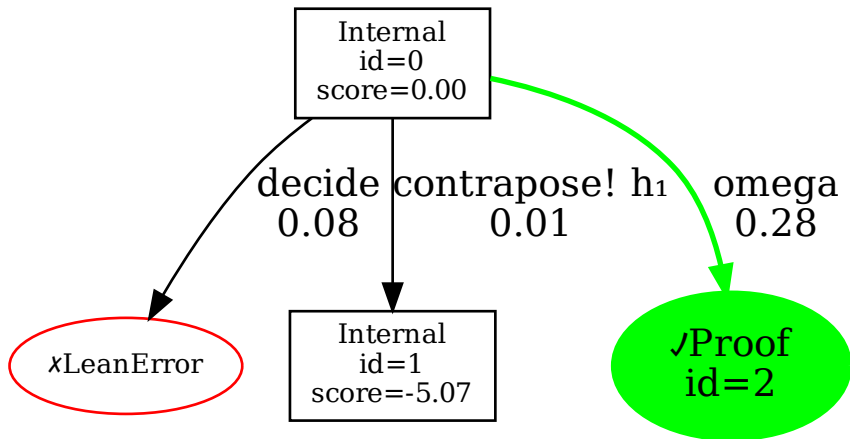 Internal
id=0
score=0.00
decide
0.08
contrapose! h₁
0.01
omega
0.28
✗LeanError
Internal
id=1
score=-5.07
✓Proof
id=2